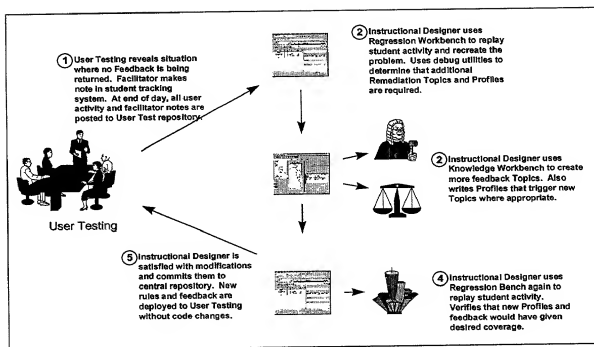 1 User Testing reveals situation
where no Feedback is being
returned. Facilitator makes
note in student tracking
system. At end of day, all user
activity and facilitator notes are
posted to User Test repository.
User Testing
2 Instructional Designer uses
Regression Workbench to replay
student activity and recreate the
problem. Uses debug utilities to
determine that additional
Remediation Topics and Profiles
are required.
2 Instructional Designer uses
Knowledge Workbench to create
more feedback Topics. Also
writes Profiles that trigger new
Topics where appropriate.
4 Instructional Designer uses
Regression Bench again to
replay student activity.
Verifies that new Profiles and
feedback would have given
desired coverage.
5 Instructional Designer is
satisfied with modifications
and commits them to
central repository. New
rules and feedback are
deployed to User Testing
without code changes.